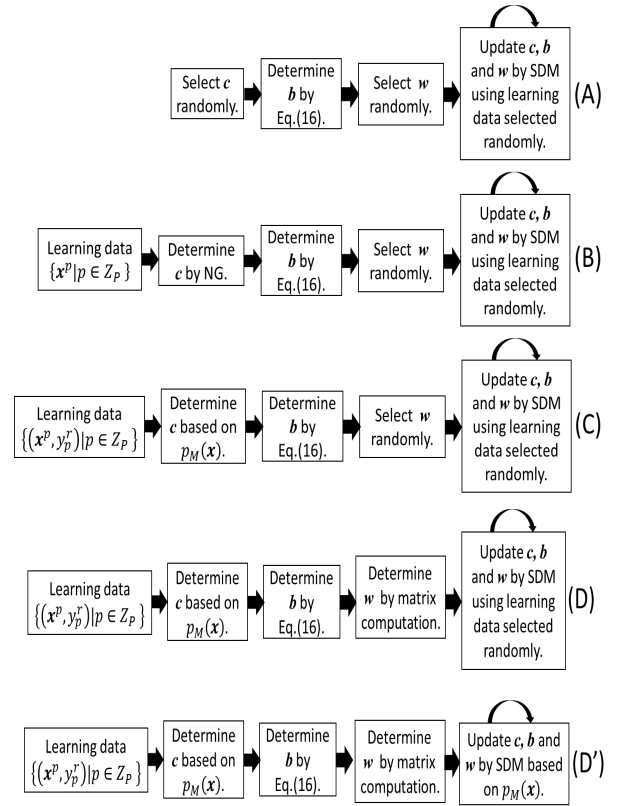 Select c
randomly.
Determine
b by
Eq.(16).
Select w
randomly.
Update c, b
and w by SDM
using learning
data selected
randomly.
(A)
Learning data
{x^p|p ∈ Z_P}
Determine
c by NG.
Determine
b by
Eq.(16).
Select w
randomly.
Update c, b
and w by SDM
using learning
data selected
randomly.
(B)
Learning data
{(x^p, y_p^r)|p ∈ Z_P}
Determine
c based on
p_M(x).
Determine
b by
Eq.(16).
Select w
randomly.
Update c, b
and w by SDM
using learning
data selected
randomly.
(C)
Learning data
{(x^p, y_p^r)|p ∈ Z_P}
Determine
c based on
p_M(x).
Determine
b by
Eq.(16).
Determine
w by matrix
computation.
Update c, b
and w by SDM
using learning
data selected
randomly.
(D)
Learning data
{(x^p, y_p^r)|p ∈ Z_P}
Determine
c based on
p_M(x).
Determine
b by
Eq.(16).
Determine
w by matrix
computation.
Update c, b and
w by SDM based
on p_M(x).
(D’)